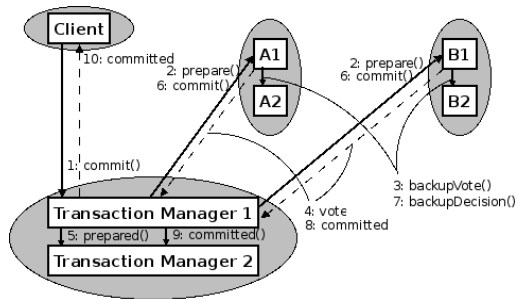 Client
10: committed
A1
2: prepare()
6: commit()
A2
B1
2: prepare()
6: commit()
B2
1: commit()
3: backupVote()
7: backupDecision()
4: vote
8: committed
Transaction Manager 1
5: prepared()
9: committed()
Transaction Manager 2